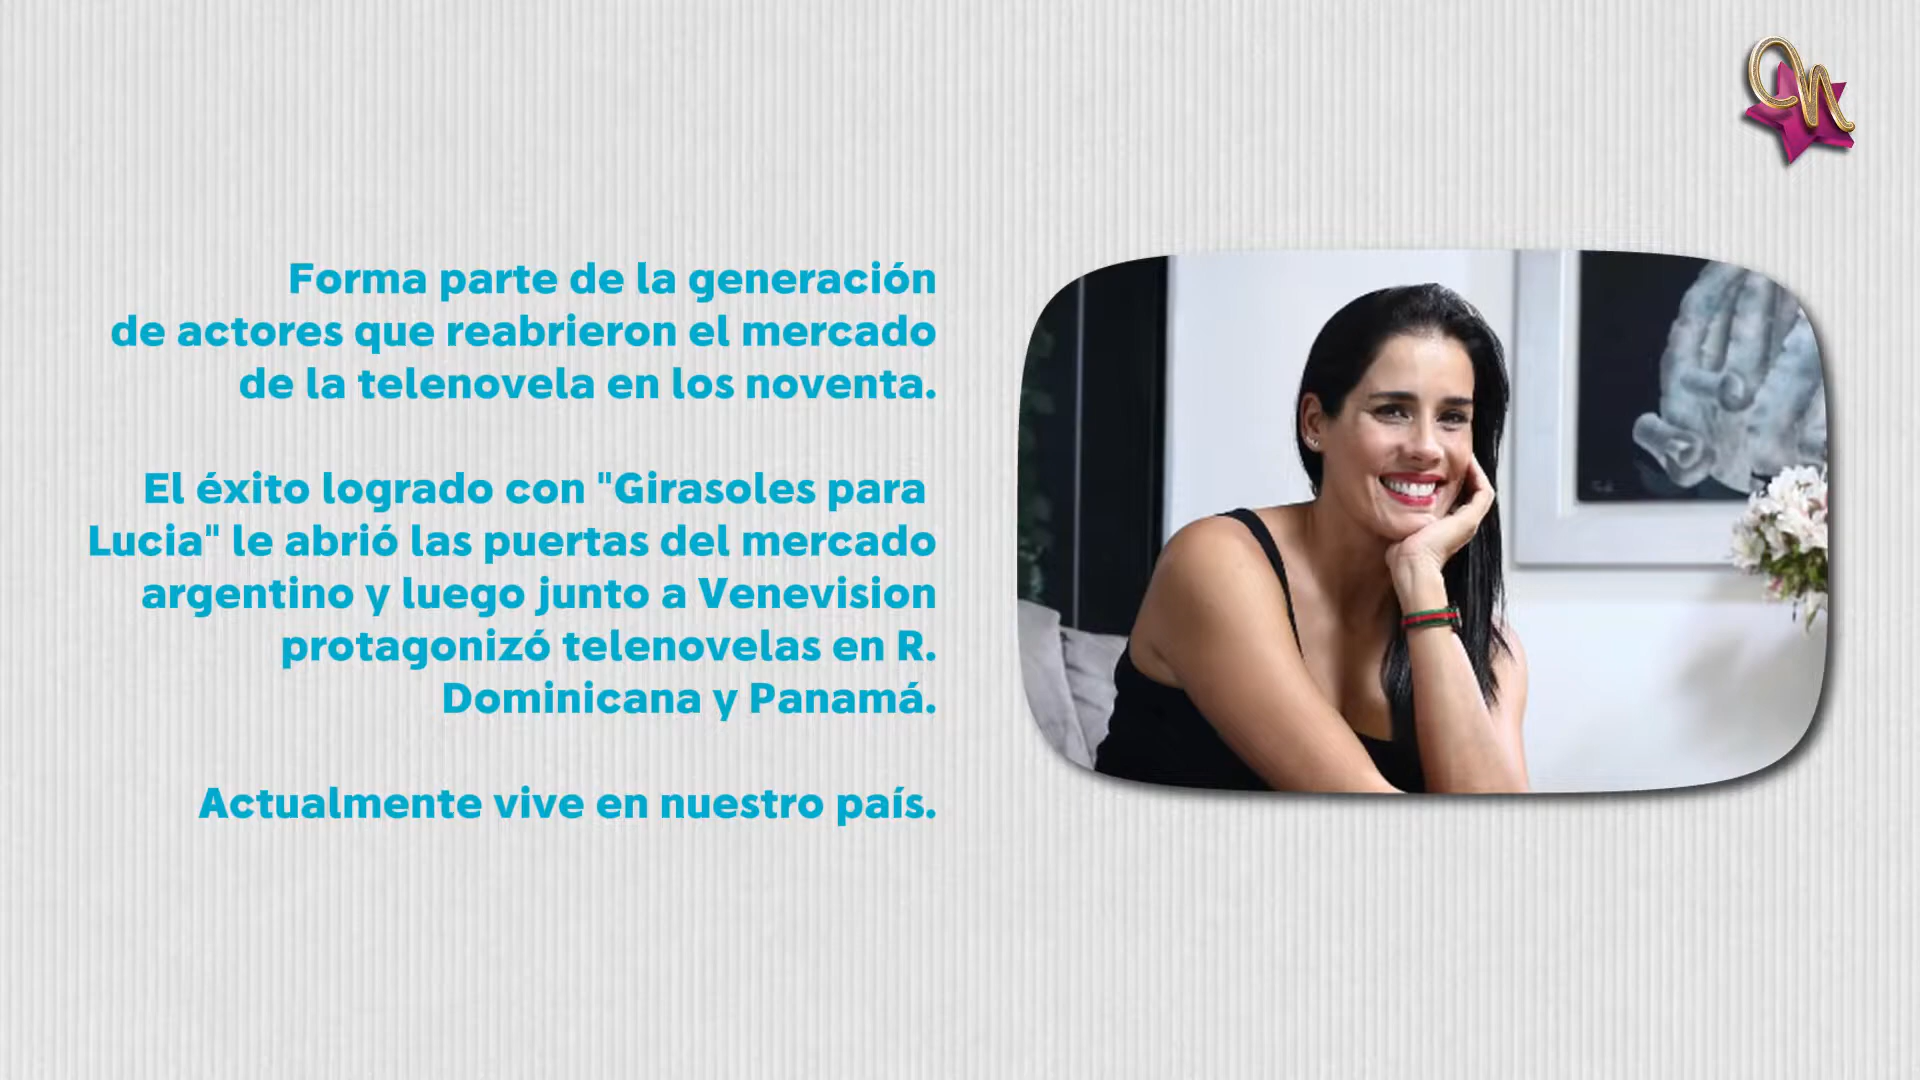 Forma parte de la generación
de actores que reabrieron el mercado
de la telenovela en los noventa.
El éxito logrado con "Girasoles para
Lucia" le abrió las puertas del mercado
argentino y luego junto a Venevision
protagonizó telenovelas en R.
Dominicana y Panamá.
Actualmente vive en nuestro país.